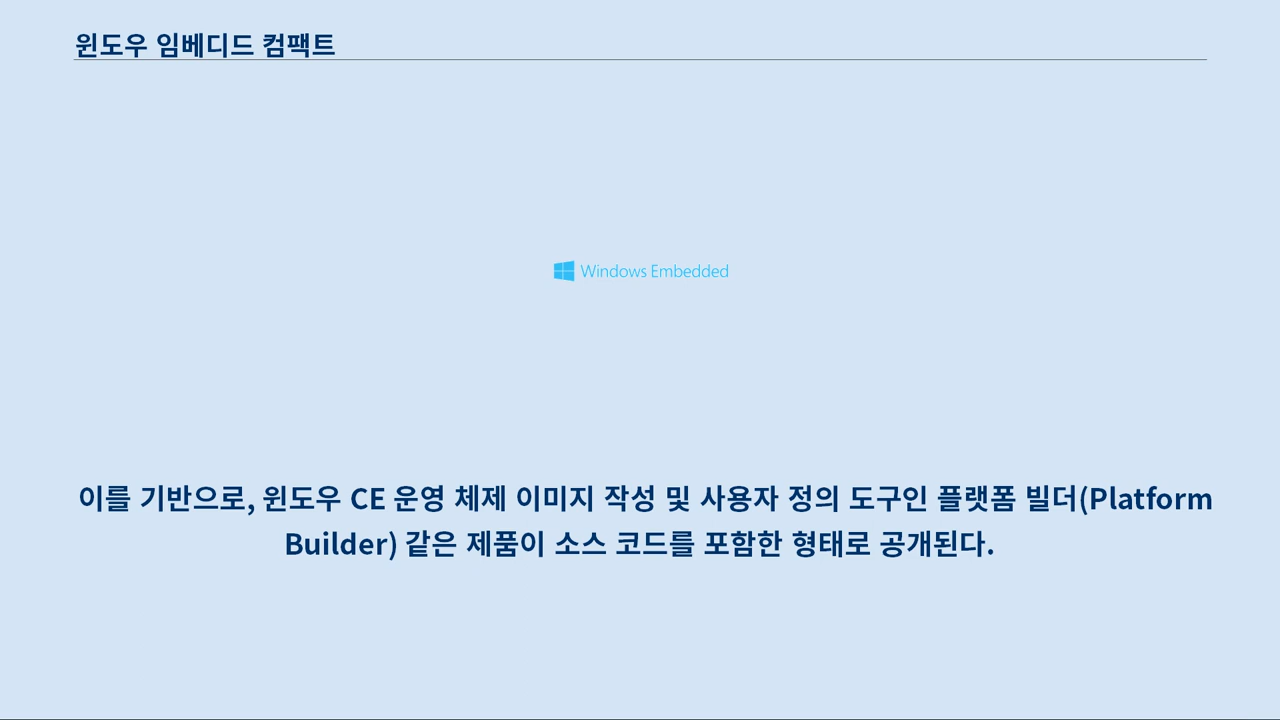 윈도우 임베디드 컴팩트
Windows Embedded
이를 기반으로, 윈도우 CE 운영 체제 이미지 작성 및 사용자 정의 도구인 플랫폼 빌더(Platform
Builder) 같은 제품이 소스 코드를 포함한 형태로 공개된다.